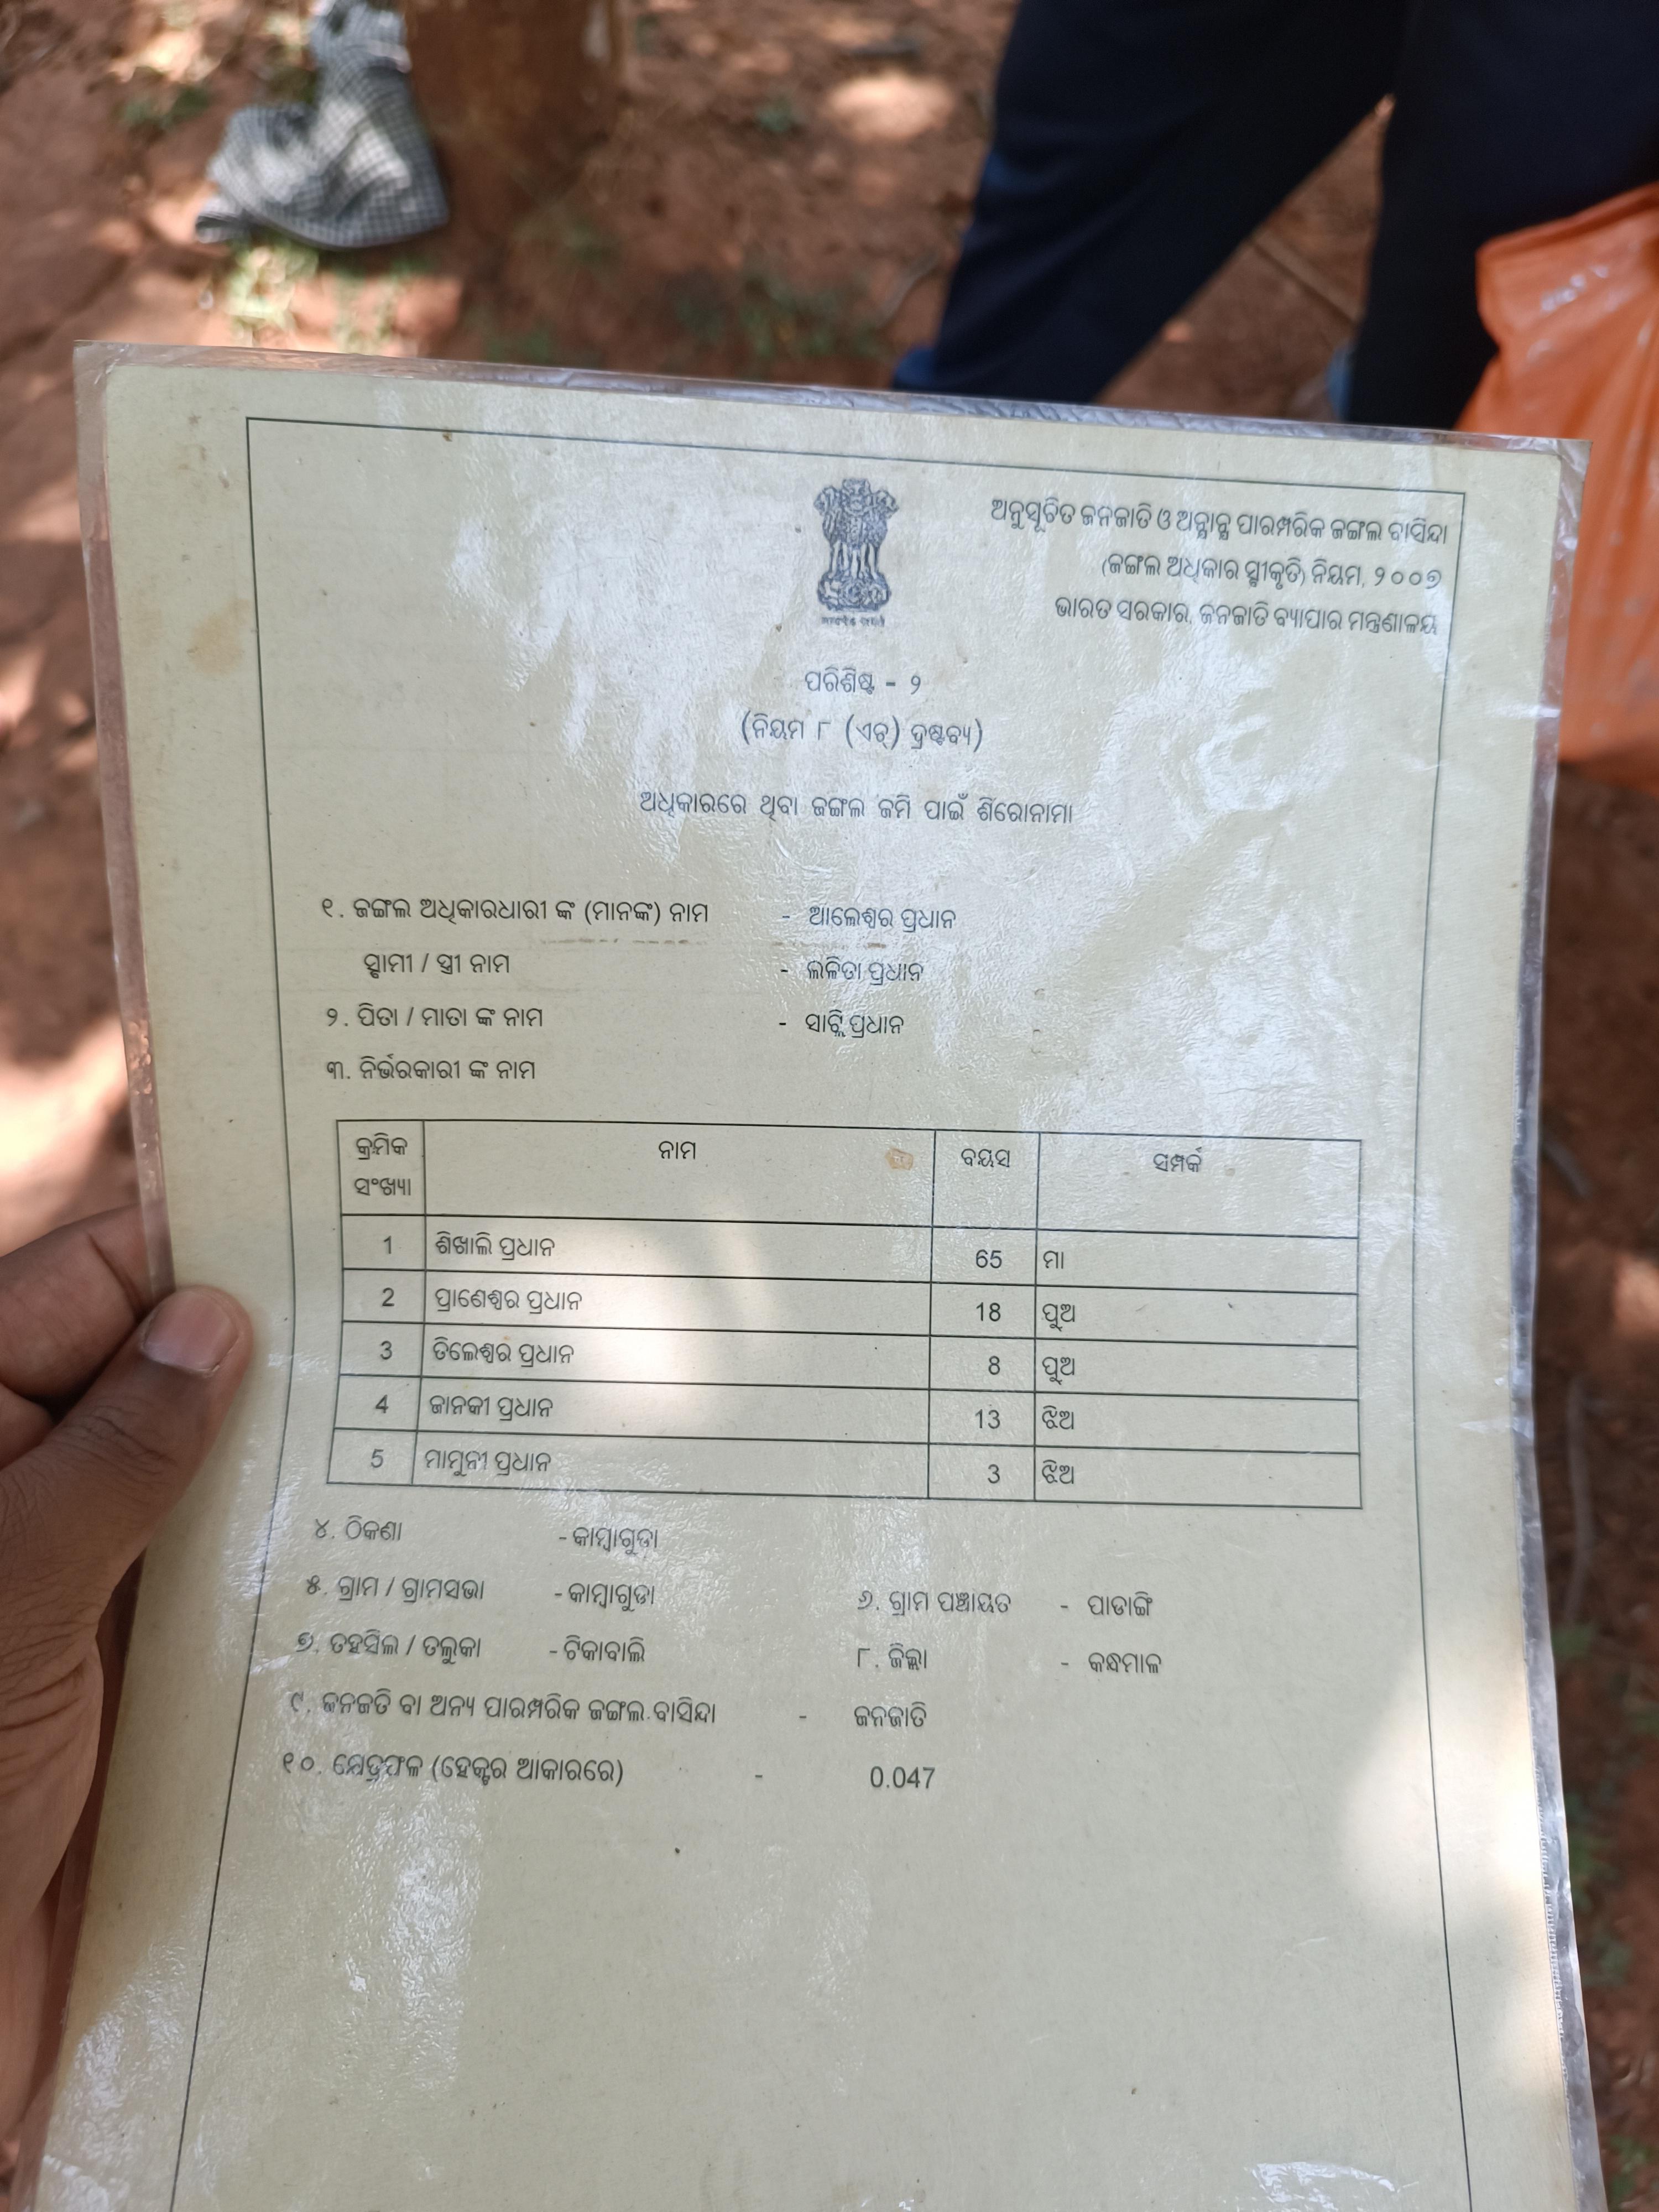 ଅନୁସୂଚିତ ଜନଜାତି ଓ ଅନ୍ଯାନ୍ଯ ପାରମ୍ପରିକ ଜଙ୍ଗଲ ବାସିନ୍ଦା
(ଜଙ୍ଗଲ ଅଧିକାର ସ୍ବୀକୃତି) ନିୟମ, ୨୦୦୭
ଭାରତ ସରକାର, ଜନଜାତି ବ୍ୟାପାର ମନ୍ତ୍ରଣାଳୟ
ପରିଶିଷ୍ଟ - ୨
(ନିୟମ ୮ (ଏଚ୍) ଦ୍ରଷ୍ଟବ୍ୟ)
ଅଧିକାରରେ ଥିବା ଜଙ୍ଗଲ ଜମି ପାଇଁ ଶିରୋନାମା
୧. ଜଙ୍ଗଲ ଅଧିକାରଧାରୀ ଙ୍କ (ମାନଙ୍କ) ନାମ - ଆଲେଶ୍ବର ପ୍ରଧାନ
ସ୍ବାମୀ / ସ୍ତ୍ରୀ ନାମ - ଲଳିତା ପ୍ରଧାନ
୨. ପିତା / ମାତା ଙ୍କ ନାମ - ସାଟ୍ଲି ପ୍ରଧାନ
୩. ନିର୍ଭରକାରୀ ଙ୍କ ନାମ
କ୍ରମିକ ସଂଖ୍ୟା ନାମ ବୟସ ସମ୍ପର୍କ
1 ଶିଖାଲି ପ୍ରଧାନ 65 ମା
2 ପ୍ରାଣେଶ୍ବର ପ୍ରଧାନ 18 ପୁଅ
3 ତିଲେଶ୍ବର ପ୍ରଧାନ 8 ପୁଅ
4 ଜାନକୀ ପ୍ରଧାନ 13 ଝିଅ
5 ମାମୁନୀ ପ୍ରଧାନ 3 ଝିଅ
୪. ଠିକଣା - କାମ୍ବାଗୁଡା
୫. ଗ୍ରାମ / ଗ୍ରାମସଭା - କାମ୍ବାଗୁଡା ୬. ଗ୍ରାମ ପଞ୍ଚାୟତ - ପାଡାଙ୍ଗି
୭. ତହସିଲ / ତଲୁକା - ଟିକାବାଲି ୮. ଜିଲ୍ଲା - କନ୍ଧମାଳ
୯. ଜନଜତି ବା ଅନ୍ୟ ପାରମ୍ପରିକ ଜଙ୍ଗଲ ବାସିନ୍ଦା - ଜନଜାତି
୧୦. କ୍ଷେତ୍ରଫଳ (ହେକ୍ଟର ଆକାରରେ) - 0.047